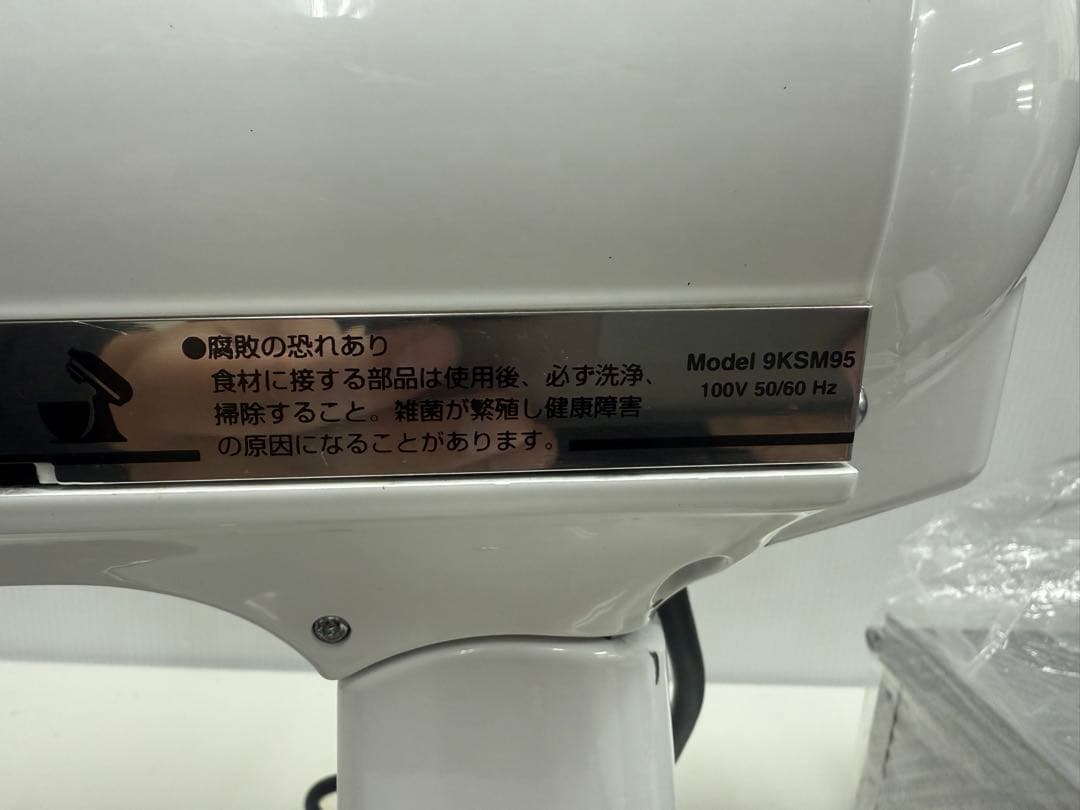 ●腐敗の恐れあり
食材に接する部品は使用後、必ず洗浄、
掃除すること。雑菌が繁殖し健康障害
の原因になることがあります。
Model 9KSM95
100V 50/60 Hz